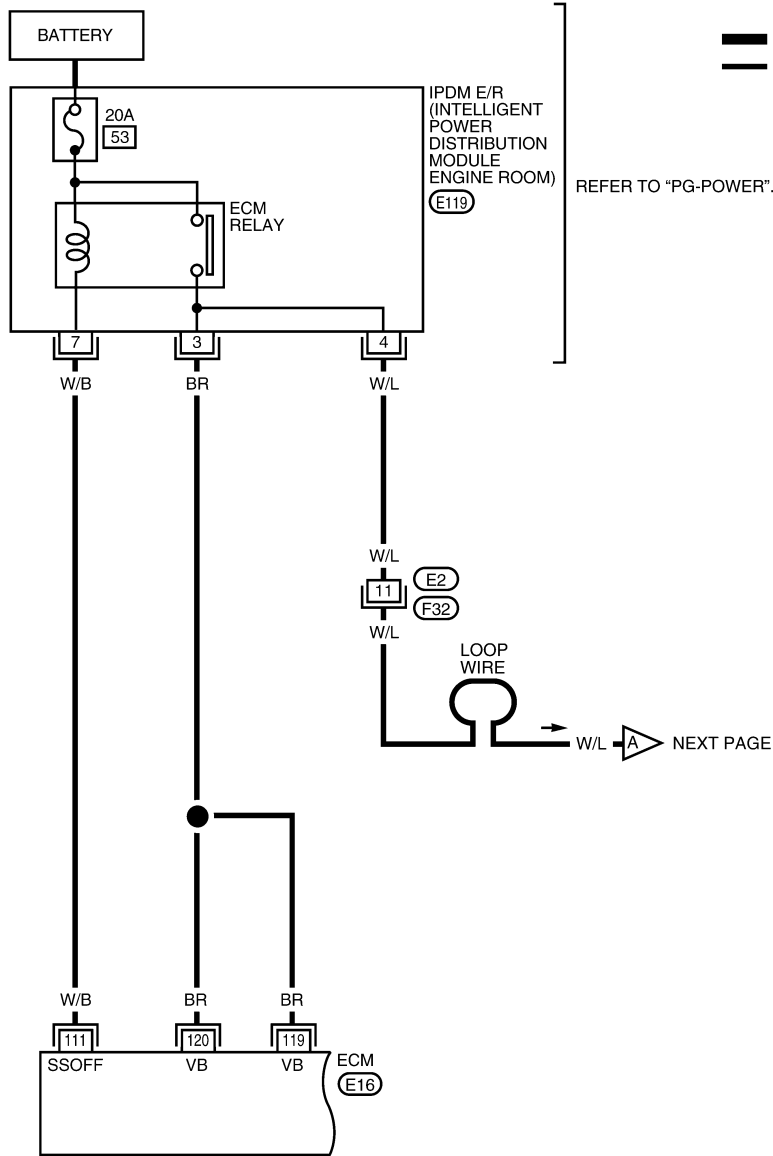 BATTERY
20A
53
IPDM E/R
(INTELLIGENT
POWER
DISTRIBUTION
MODULE
ENGINE ROOM)
E119
REFER TO “PG-POWER”.
ECM
RELAY
7
3
4
W/B
BR
W/L
W/L
11
E2
F32
W/L
LOOP
WIRE
W/L
A
NEXT PAGE
W/B
BR
BR
111
120
119
SSOFF
VB
VB
ECM
E16